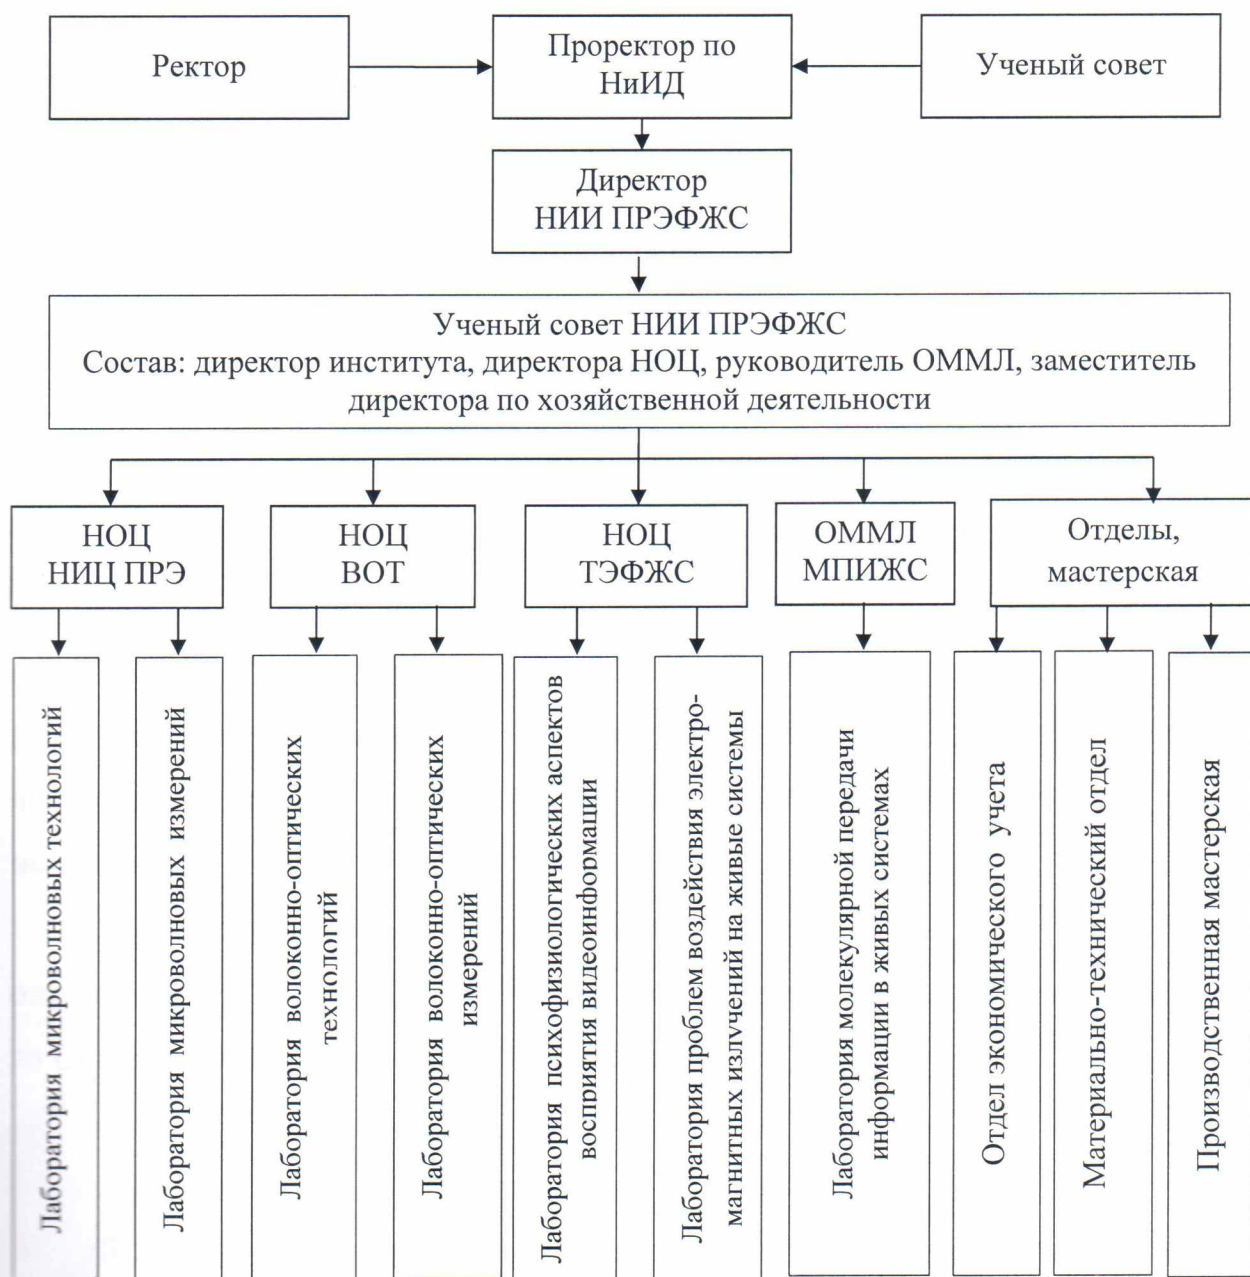 Ректор
Проректор по
НиИД
Ученый совет
Директор
НИИ ПРЭФЖС
Ученый совет НИИ ПРЭФЖС
Состав: директор института, директора НОЦ, руководитель ОММЛ, заместитель
директора по хозяйственной деятельности
НОЦ
НИЦ ПРЭ
НОЦ
ВОТ
НОЦ
ТЭФЖС
ОММЛ
МПИЖС
Отделы,
мастерская
Лаборатория микроволновых технологий
Лаборатория микроволновых измерений
Лаборатория волоконно-оптических
технологий
Лаборатория волоконно-оптических
измерений
Лаборатория психофизиологических аспектов
восприятия видеоинформации
Лаборатория проблем воздействия электро-
магнитных излучений на живые системы
Лаборатория молекулярной передачи
информации в живых системах
Отдел экономического учета
Материально-технический отдел
Производственная мастерская